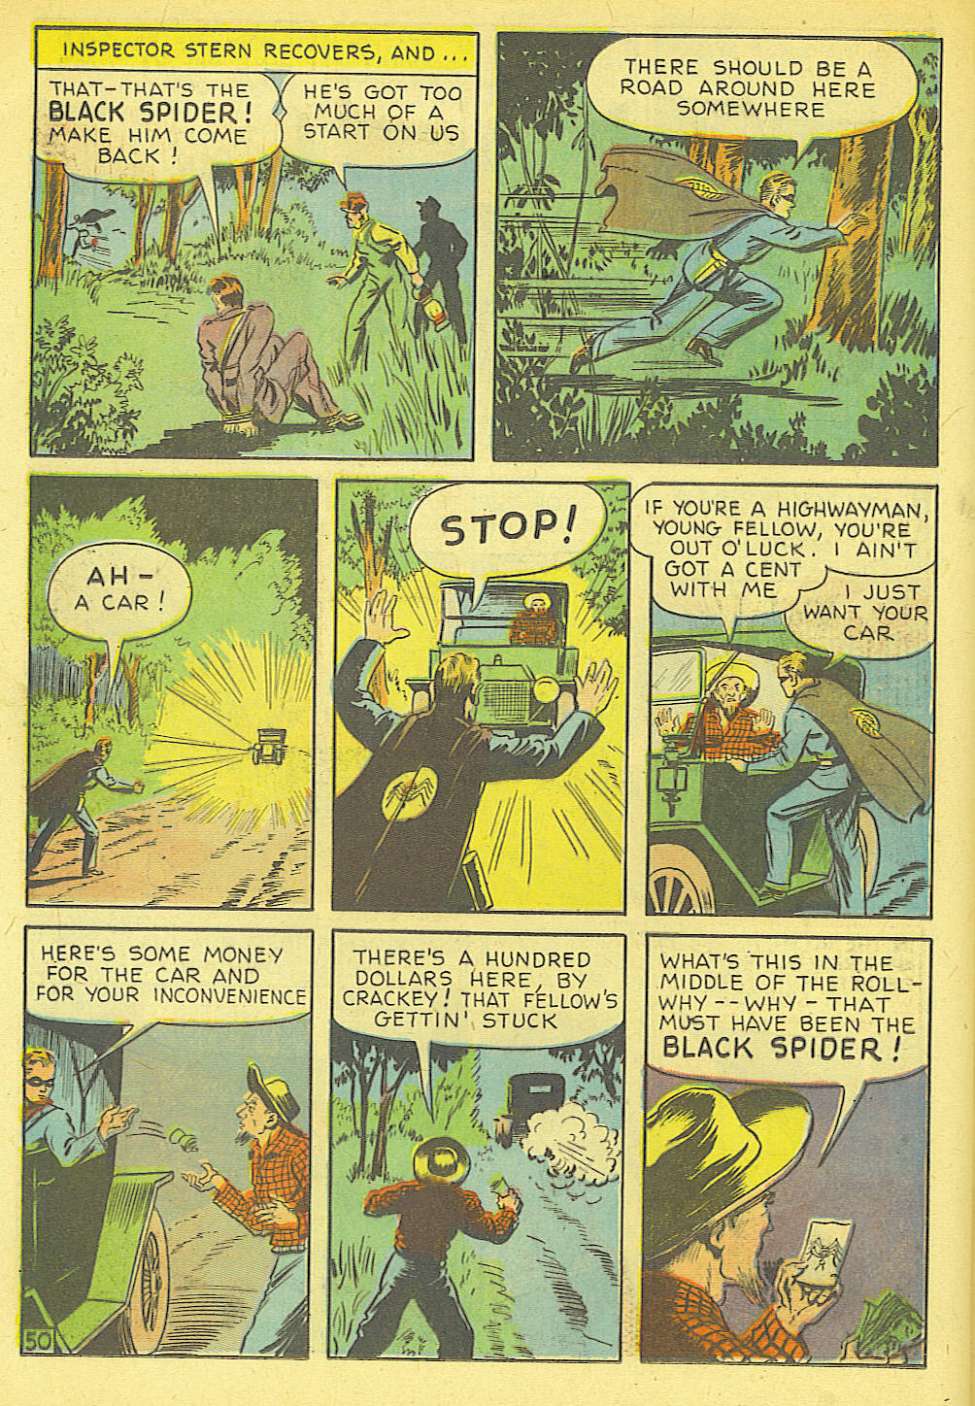 INSPECTOR STERN RECOVERS, AND...
THAT-THAT'S THE
BLACK SPIDER!
MAKE HIM COME
BACK!
HE'S GOT TOO
MUCH OF A
START ON US
THERE SHOULD BE A
ROAD AROUND HERE
SOMEWHERE
AH-
A CAR!
STOP!
IF YOU'RE A HIGHWAYMAN,
YOUNG FELLOW, YOU'RE
OUT O'LUCK. I AIN'T
GOT A CENT
WITH ME
I JUST
WANT YOUR
CAR
HERE'S SOME MONEY
FOR THE CAR AND
FOR YOUR INCONVENIENCE
THERE'S A HUNDRED
DOLLARS HERE, BY
CRACKEY! THAT FELLOW'S
GETTIN' STUCK
WHAT'S THIS IN THE
MIDDLE OF THE ROLL-
WHY--WHY-THAT
MUST HAVE BEEN THE
BLACK SPIDER!
50